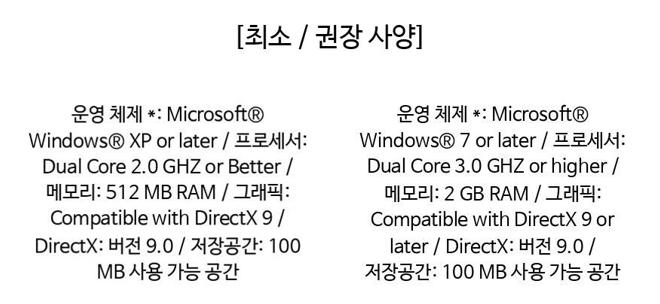 [최소 / 권장 사양]
운영 체제 *: Microsoft®
Windows® XP or later / 프로세서:
Dual Core 2.0 GHZ or Better /
메모리: 512 MB RAM / 그래픽:
Compatible with DirectX 9 /
DirectX: 버전 9.0 / 저장공간: 100
MB 사용 가능 공간
운영 체제 *: Microsoft®
Windows® 7 or later / 프로세서:
Dual Core 3.0 GHZ or higher /
메모리: 2 GB RAM / 그래픽:
Compatible with DirectX 9 or
later / DirectX: 버전 9.0 /
저장공간: 100 MB 사용 가능 공간